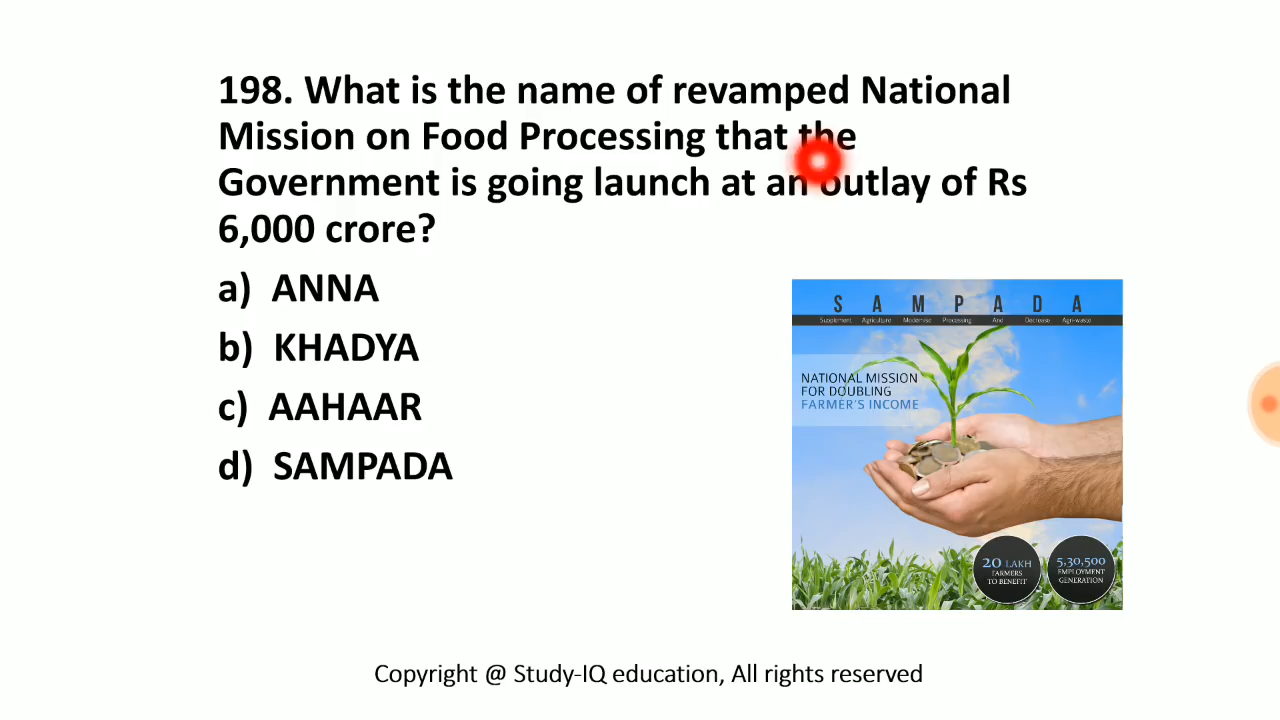 198. What is the name of revamped National
Mission on Food Processing that the
Government is going launch at an outlay of Rs
6,000 crore?
a) ANNA
b) KHADYA
c) AAHAAR
d) SAMPADA
S A M P A D A
Supplement Agriculture Modernise Processing And Decrease Agri-waste
NATIONAL MISSION
FOR DOUBLING
FARMER'S INCOME
20 LAKH
FARMERS
TO BENEFIT
5,30,500
EMPLOYMENT
GENERATION
Copyright @ Study-IQ education, All rights reserved